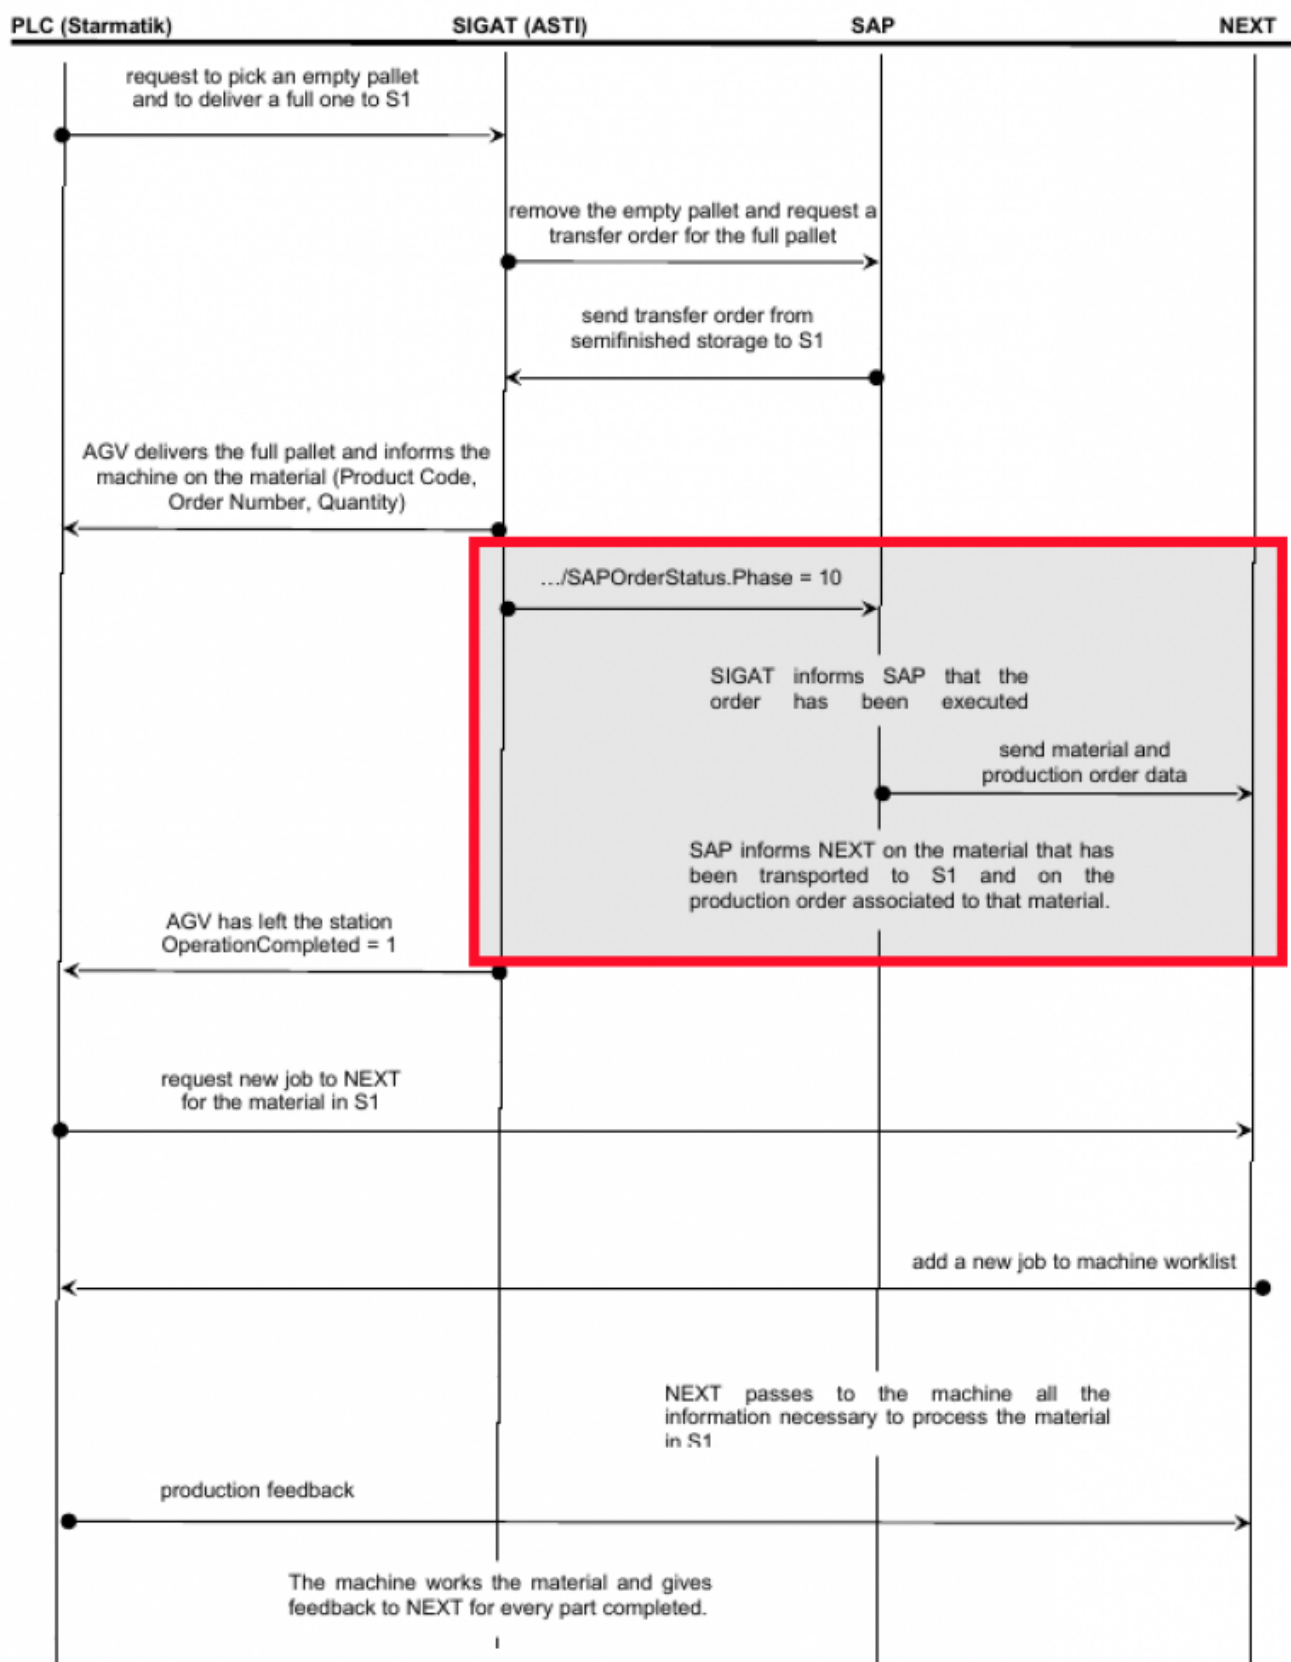 PLC (Starmatik) SIGAT (ASTI) SAP NEXT
request to pick an empty pallet
and to deliver a full one to S1
remove the empty pallet and request a
transfer order for the full pallet
send transfer order from
semifinished storage to S1
AGV delivers the full pallet and informs the
machine on the material (Product Code,
Order Number, Quantity)
.../SAPOrderStatus.Phase = 10
SIGAT informs SAP that the
order has been executed
send material and
production order data
SAP informs NEXT on the material that has
been transported to S1 and on the
production order associated to that material.
AGV has left the station
OperationCompleted = 1
request new job to NEXT
for the material in S1
add a new job to machine worklist
NEXT passes to the machine all the
information necessary to process the material
in S1
production feedback
The machine works the material and gives
feedback to NEXT for every part completed.